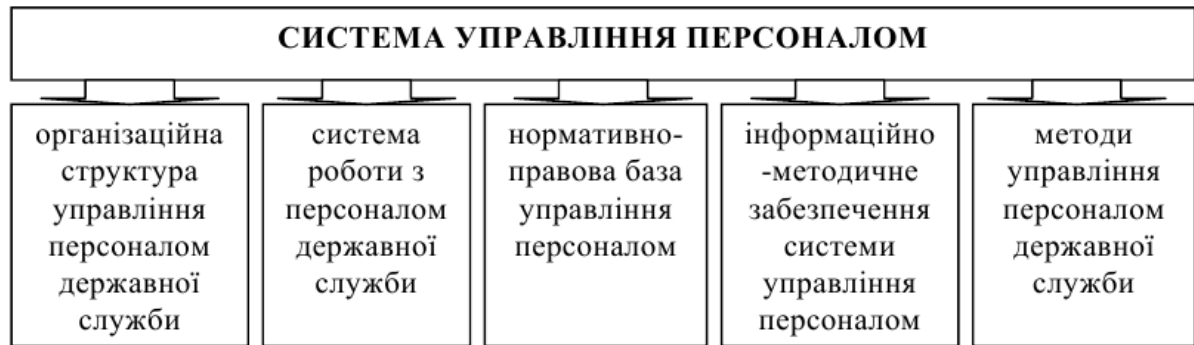 СИСТЕМА УПРАВЛІННЯ ПЕРСОНАЛОМ
організаційна
структура
управління
персоналом
державної
служби
система
роботи з
персоналом
державної
служби
нормативно-
правова база
управління
персоналом
інформаційно
-методичне
забезпечення
системи
управління
персоналом
методи
управління
персоналом
державної
служби